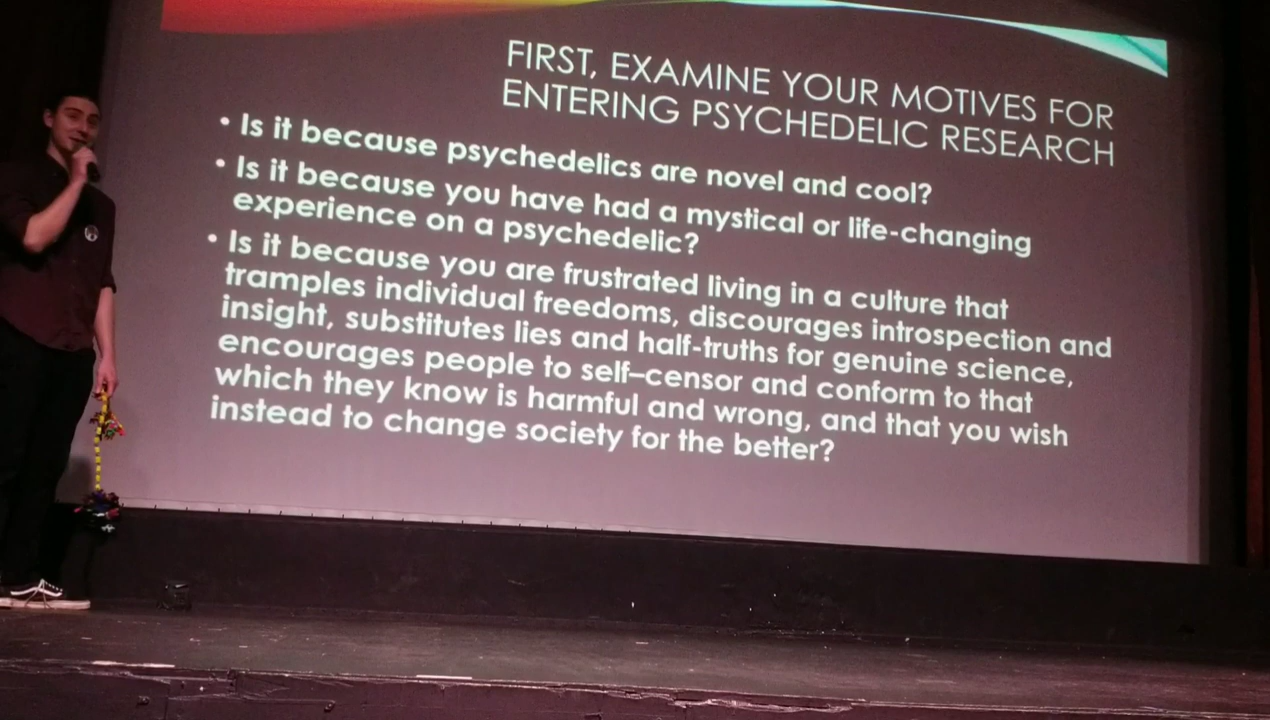 FIRST, EXAMINE YOUR MOTIVES FOR
ENTERING PSYCHEDELIC RESEARCH
• Is it because psychedelics are novel and cool?
• Is it because you have had a mystical or life-changing
experience on a psychedelic?
• Is it because you are frustrated living in a culture that
tramples individual freedoms, discourages introspection and
insight, substitutes lies and half-truths for genuine science,
encourages people to self–censor and conform to that
which they know is harmful and wrong, and that you wish
instead to change society for the better?